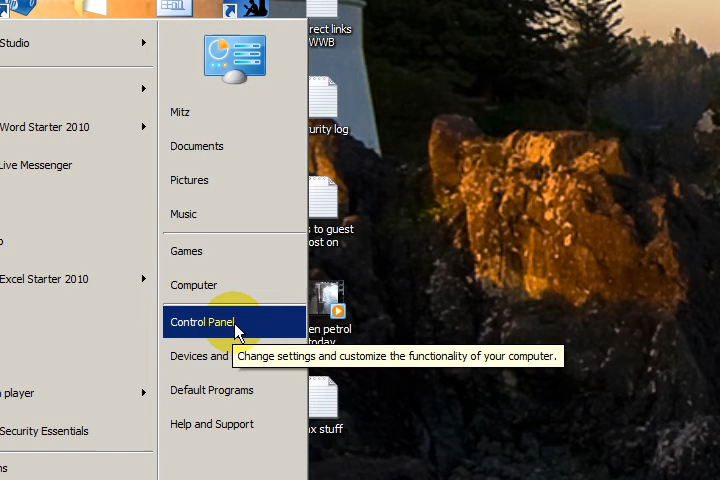 Studio
Word Starter 2010
Live Messenger
Excel Starter 2010
player
Security Essentials
Mitz
Documents
Pictures
Music
Games
Computer
Control Panel
Devices and
Change settings and customize the functionality of your computer.
Default Programs
Help and Support
rect links
WWB
urity log
s to guest
ost on
en petrol
today
ax stuff